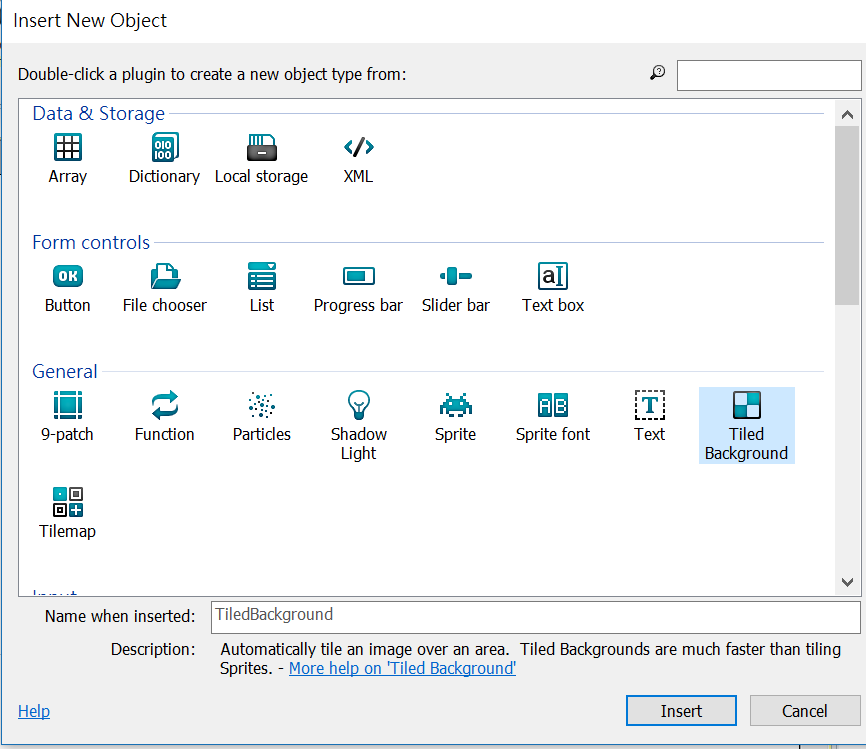 Insert New Object
Double-click a plugin to create a new object type from:
Data & Storage
Array Dictionary Local storage XML
Form controls
OK
Button File chooser List Progress bar Slider bar Text box
General
9-patch Function Particles Shadow Light Sprite Sprite font Text Tiled Background
Tilemap
Input
Name when inserted: TiledBackground
Description: Automatically tile an image over an area. Tiled Backgrounds are much faster than tiling
Sprites. - More help on 'Tiled Background'
Help Insert Cancel